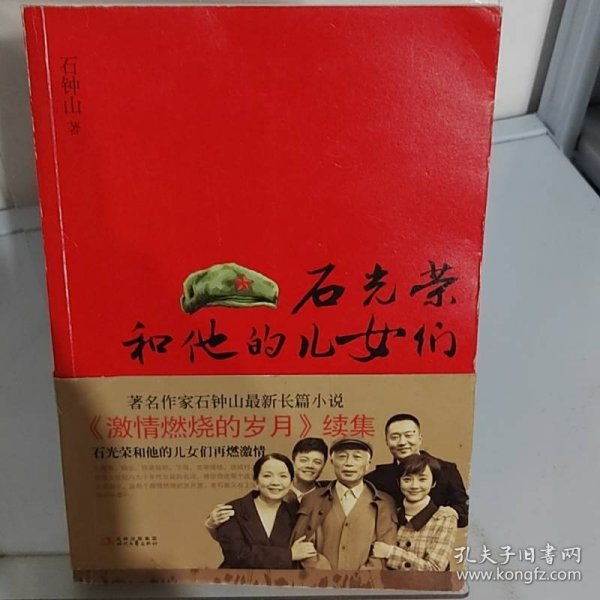 石钟山 著
石光荣
和他的儿女们
著名作家石钟山最新长篇小说
《激情燃烧的岁月》续集
石光荣和他的儿女们再燃激情
孔夫子旧书网
www.kongfz.com